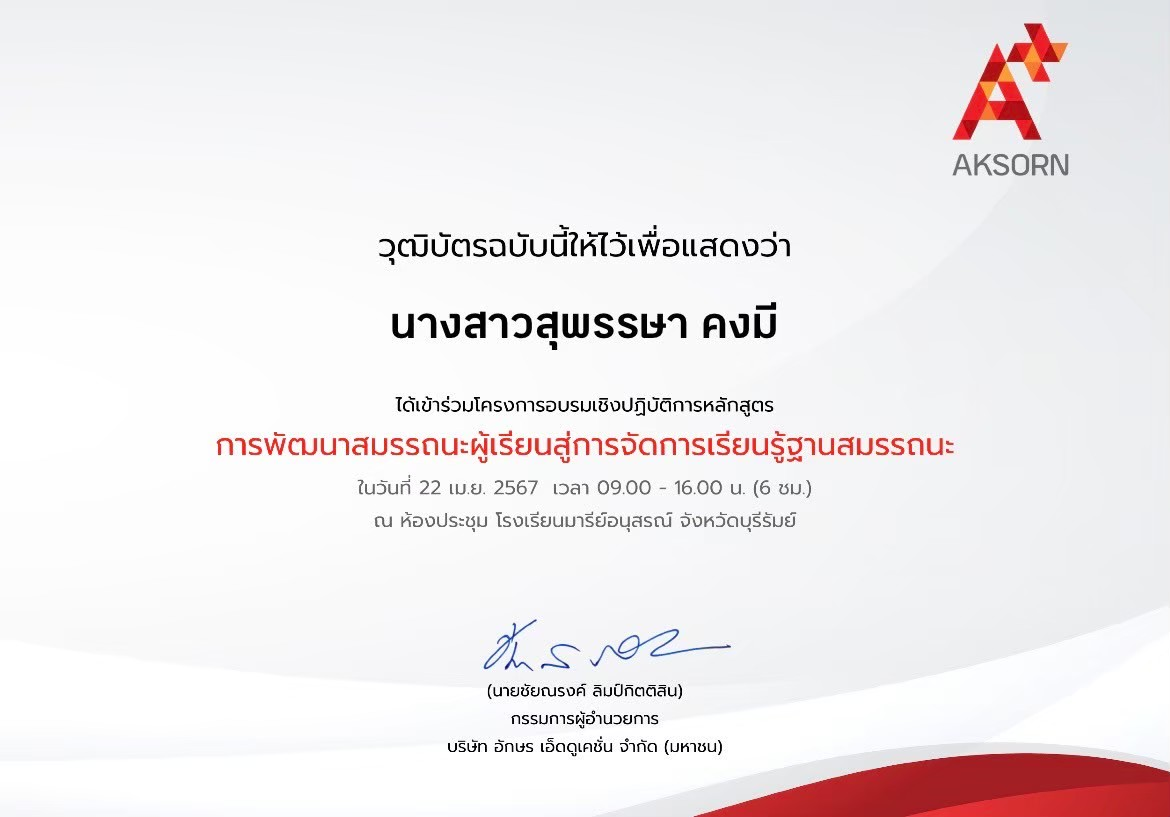 AKSORN
วุฒิบัตรฉบับนี้ให้ไว้เพื่อแสดงว่า
นางสาวสุพรรษา คงมี
ได้เข้าร่วมโครงการอบรมเชิงปฏิบัติการหลักสูตร
การพัฒนาสมรรถนะผู้เรียนสู่การจัดการเรียนรู้ฐานสมรรถนะ
ในวันที่ 22 เม.ย. 2567 เวลา 09.00 - 16.00 น. (6 ชม.)
ณ ห้องประชุม โรงเรียนมารีย์อนุสรณ์ จังหวัดบุรีรัมย์
(นายชัยณรงค์ ลิมป์กิตติสิน)
กรรมการผู้อำนวยการ
บริษัท อักษร เอ็ดดูเคชั่น จำกัด (มหาชน)